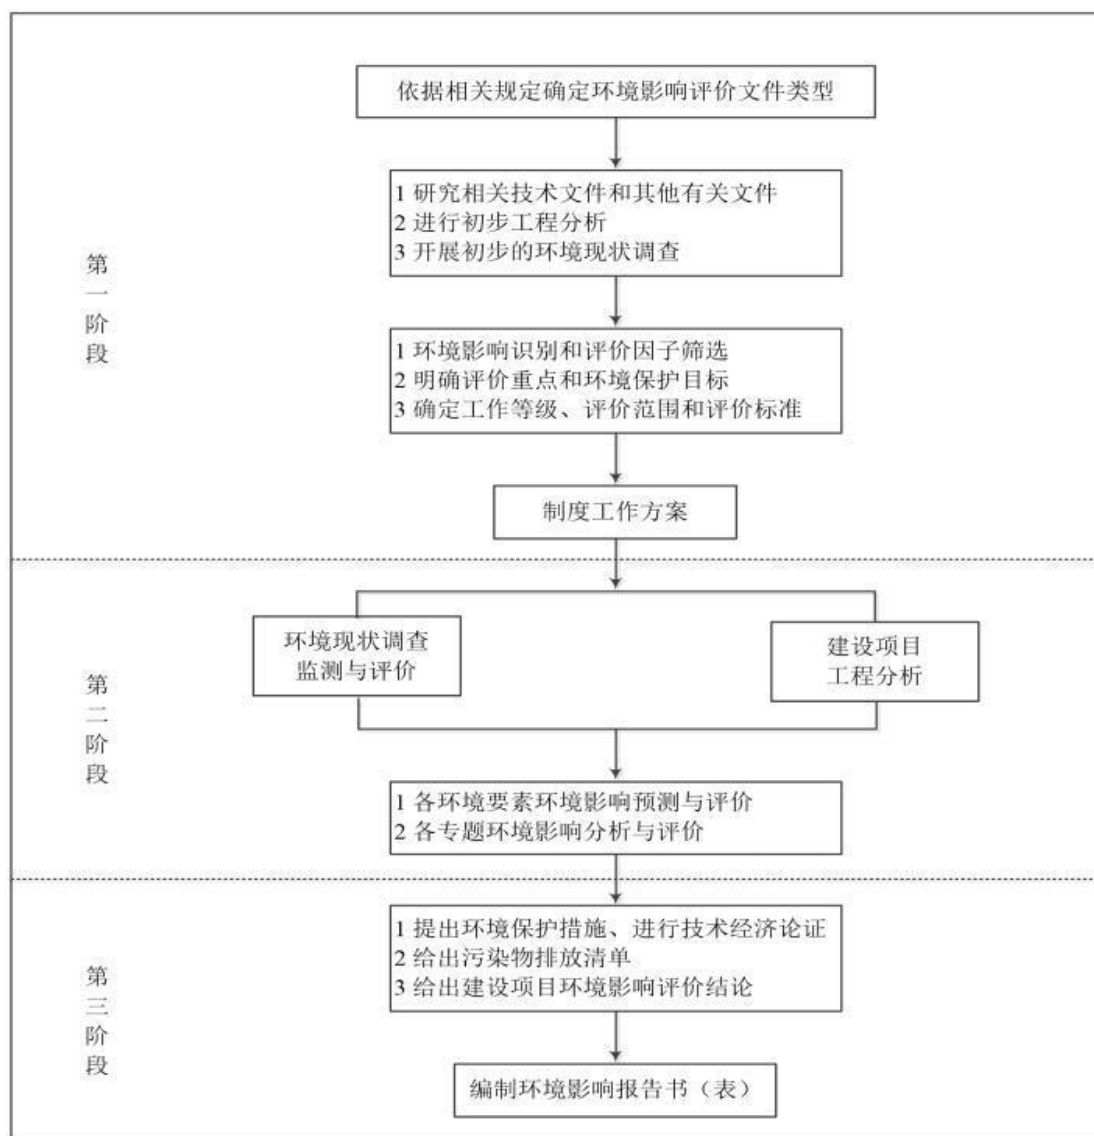 依据相关规定确定环境影响评价文件类型
1 研究相关技术文件和其他有关文件
2 进行初步工程分析
3 开展初步的环境现状调查
第一阶段
1 环境影响识别和评价因子筛选
2 明确评价重点和环境保护目标
3 确定工作等级、评价范围和评价标准
制度工作方案
环境现状调查
监测与评价
建设项目
工程分析
第二阶段
1 各环境要素环境影响预测与评价
2 各专题环境影响分析与评价
1 提出环境保护措施、进行技术经济论证
2 给出污染物排放清单
3 给出建设项目环境影响评价结论
第三阶段
编制环境影响报告书（表）